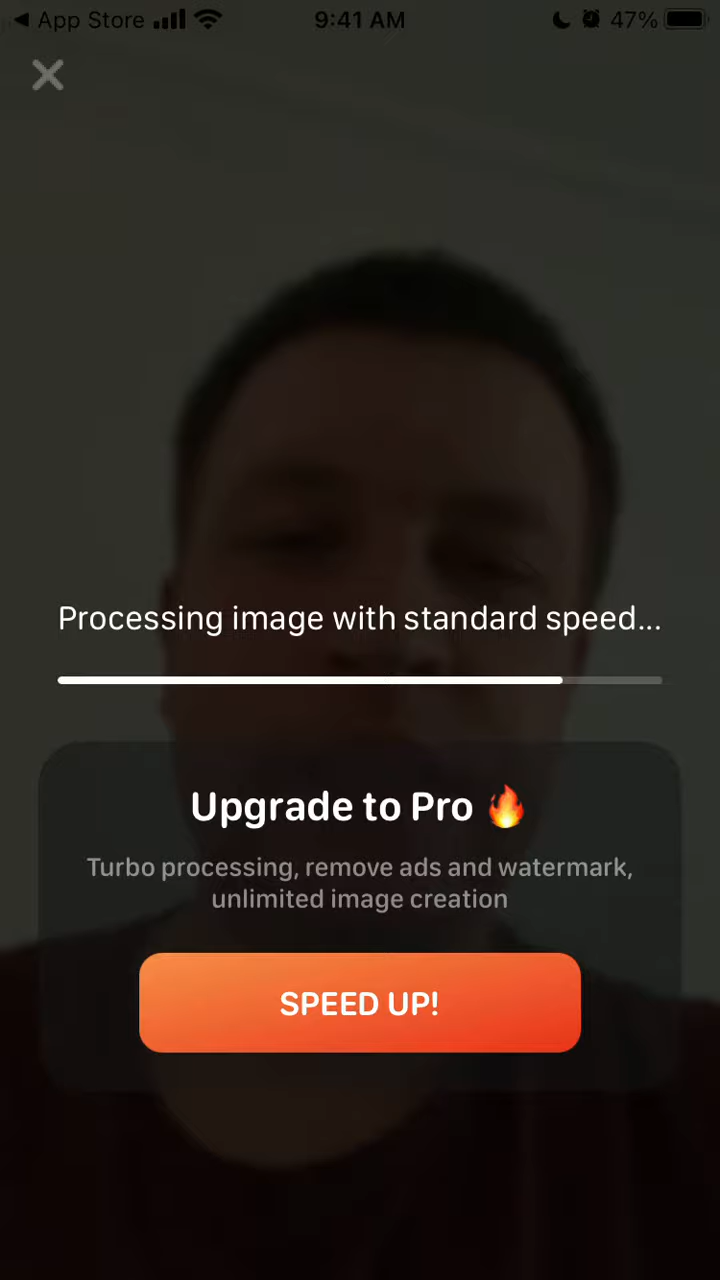 App Store 9:41 AM 47%
Processing image with standard speed...
Upgrade to Pro 🔥
Turbo processing, remove ads and watermark,
unlimited image creation
SPEED UP!